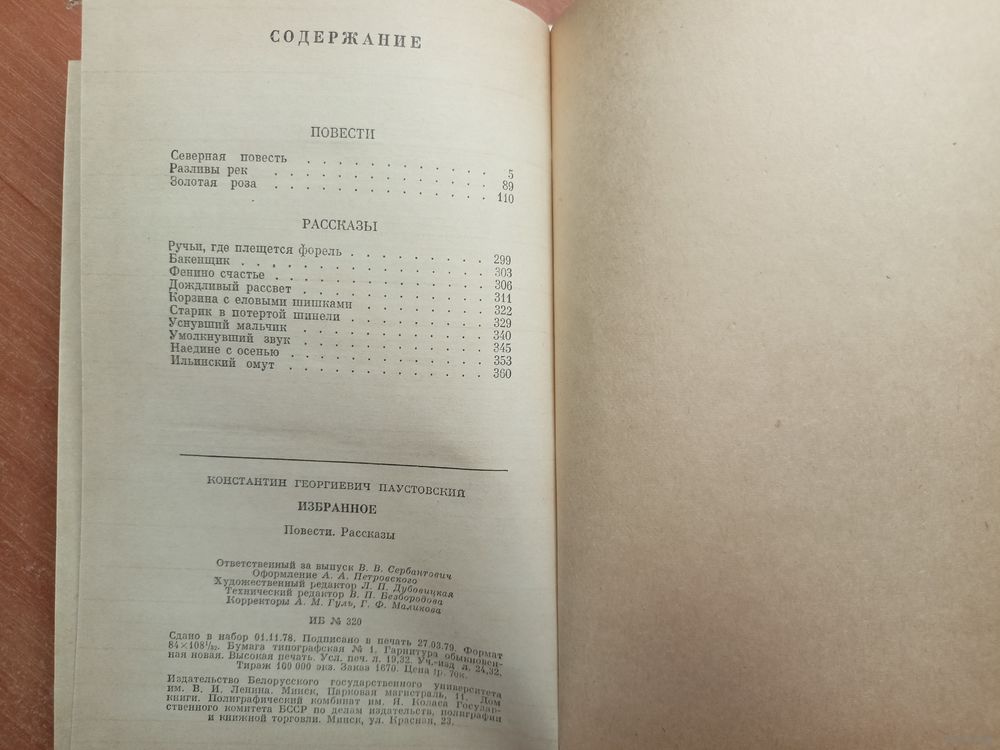 СОДЕРЖАНИЕ
ПОВЕСТИ
Северная повесть . . . . . . . . . . 5
Разливы рек . . . . . . . . . . . 89
Золотая роза . . . . . . . . . . . 110
РАССКАЗЫ
Ручьи, где плещется форель . . . . . . . 299
Бакенщик . . . . . . . . . . . . 303
Фенино счастье . . . . . . . . . . 306
Дождливый рассвет . . . . . . . . . 311
Корзина с еловыми шишками . . . . . . 322
Старик в потертой шинели . . . . . . . 329
Уснувший мальчик . . . . . . . . . 340
Умолкнувший звук . . . . . . . . . 345
Наедине с осенью . . . . . . . . . 353
Ильинский омут . . . . . . . . . . 360
КОНСТАНТИН ГЕОРГИЕВИЧ ПАУСТОВСКИЙ
ИЗБРАННОЕ
Повести. Рассказы
Ответственный за выпуск В. В. Сербантович
Оформление А. А. Петровского
Художественный редактор Л. П. Дубовицкая
Технический редактор В. П. Безбородова
Корректоры А. М. Гуль, Г. Ф. Маликова
ИБ № 320
Сдано в набор 01.11.78. Подписано в печать 27.03.79. Формат
84×108 1/32. Бумага типографская № 1. Гарнитура обыкновен-
ная новая. Высокая печать. Усл. печ. л. 19,32. Уч.-изд. л. 24,32.
Тираж 100 000 экз. Заказ 1670. Цена 1р. 70к.
Издательство Белорусского государственного университета
им. В. И. Ленина. Минск, Парковая магистраль, 11. Дом
книги. Полиграфический комбинат им. Я. Коласа Государ-
ственного комитета БССР по делам издательств, полиграфии
и книжной торговли. Минск, ул. Красная, 23.